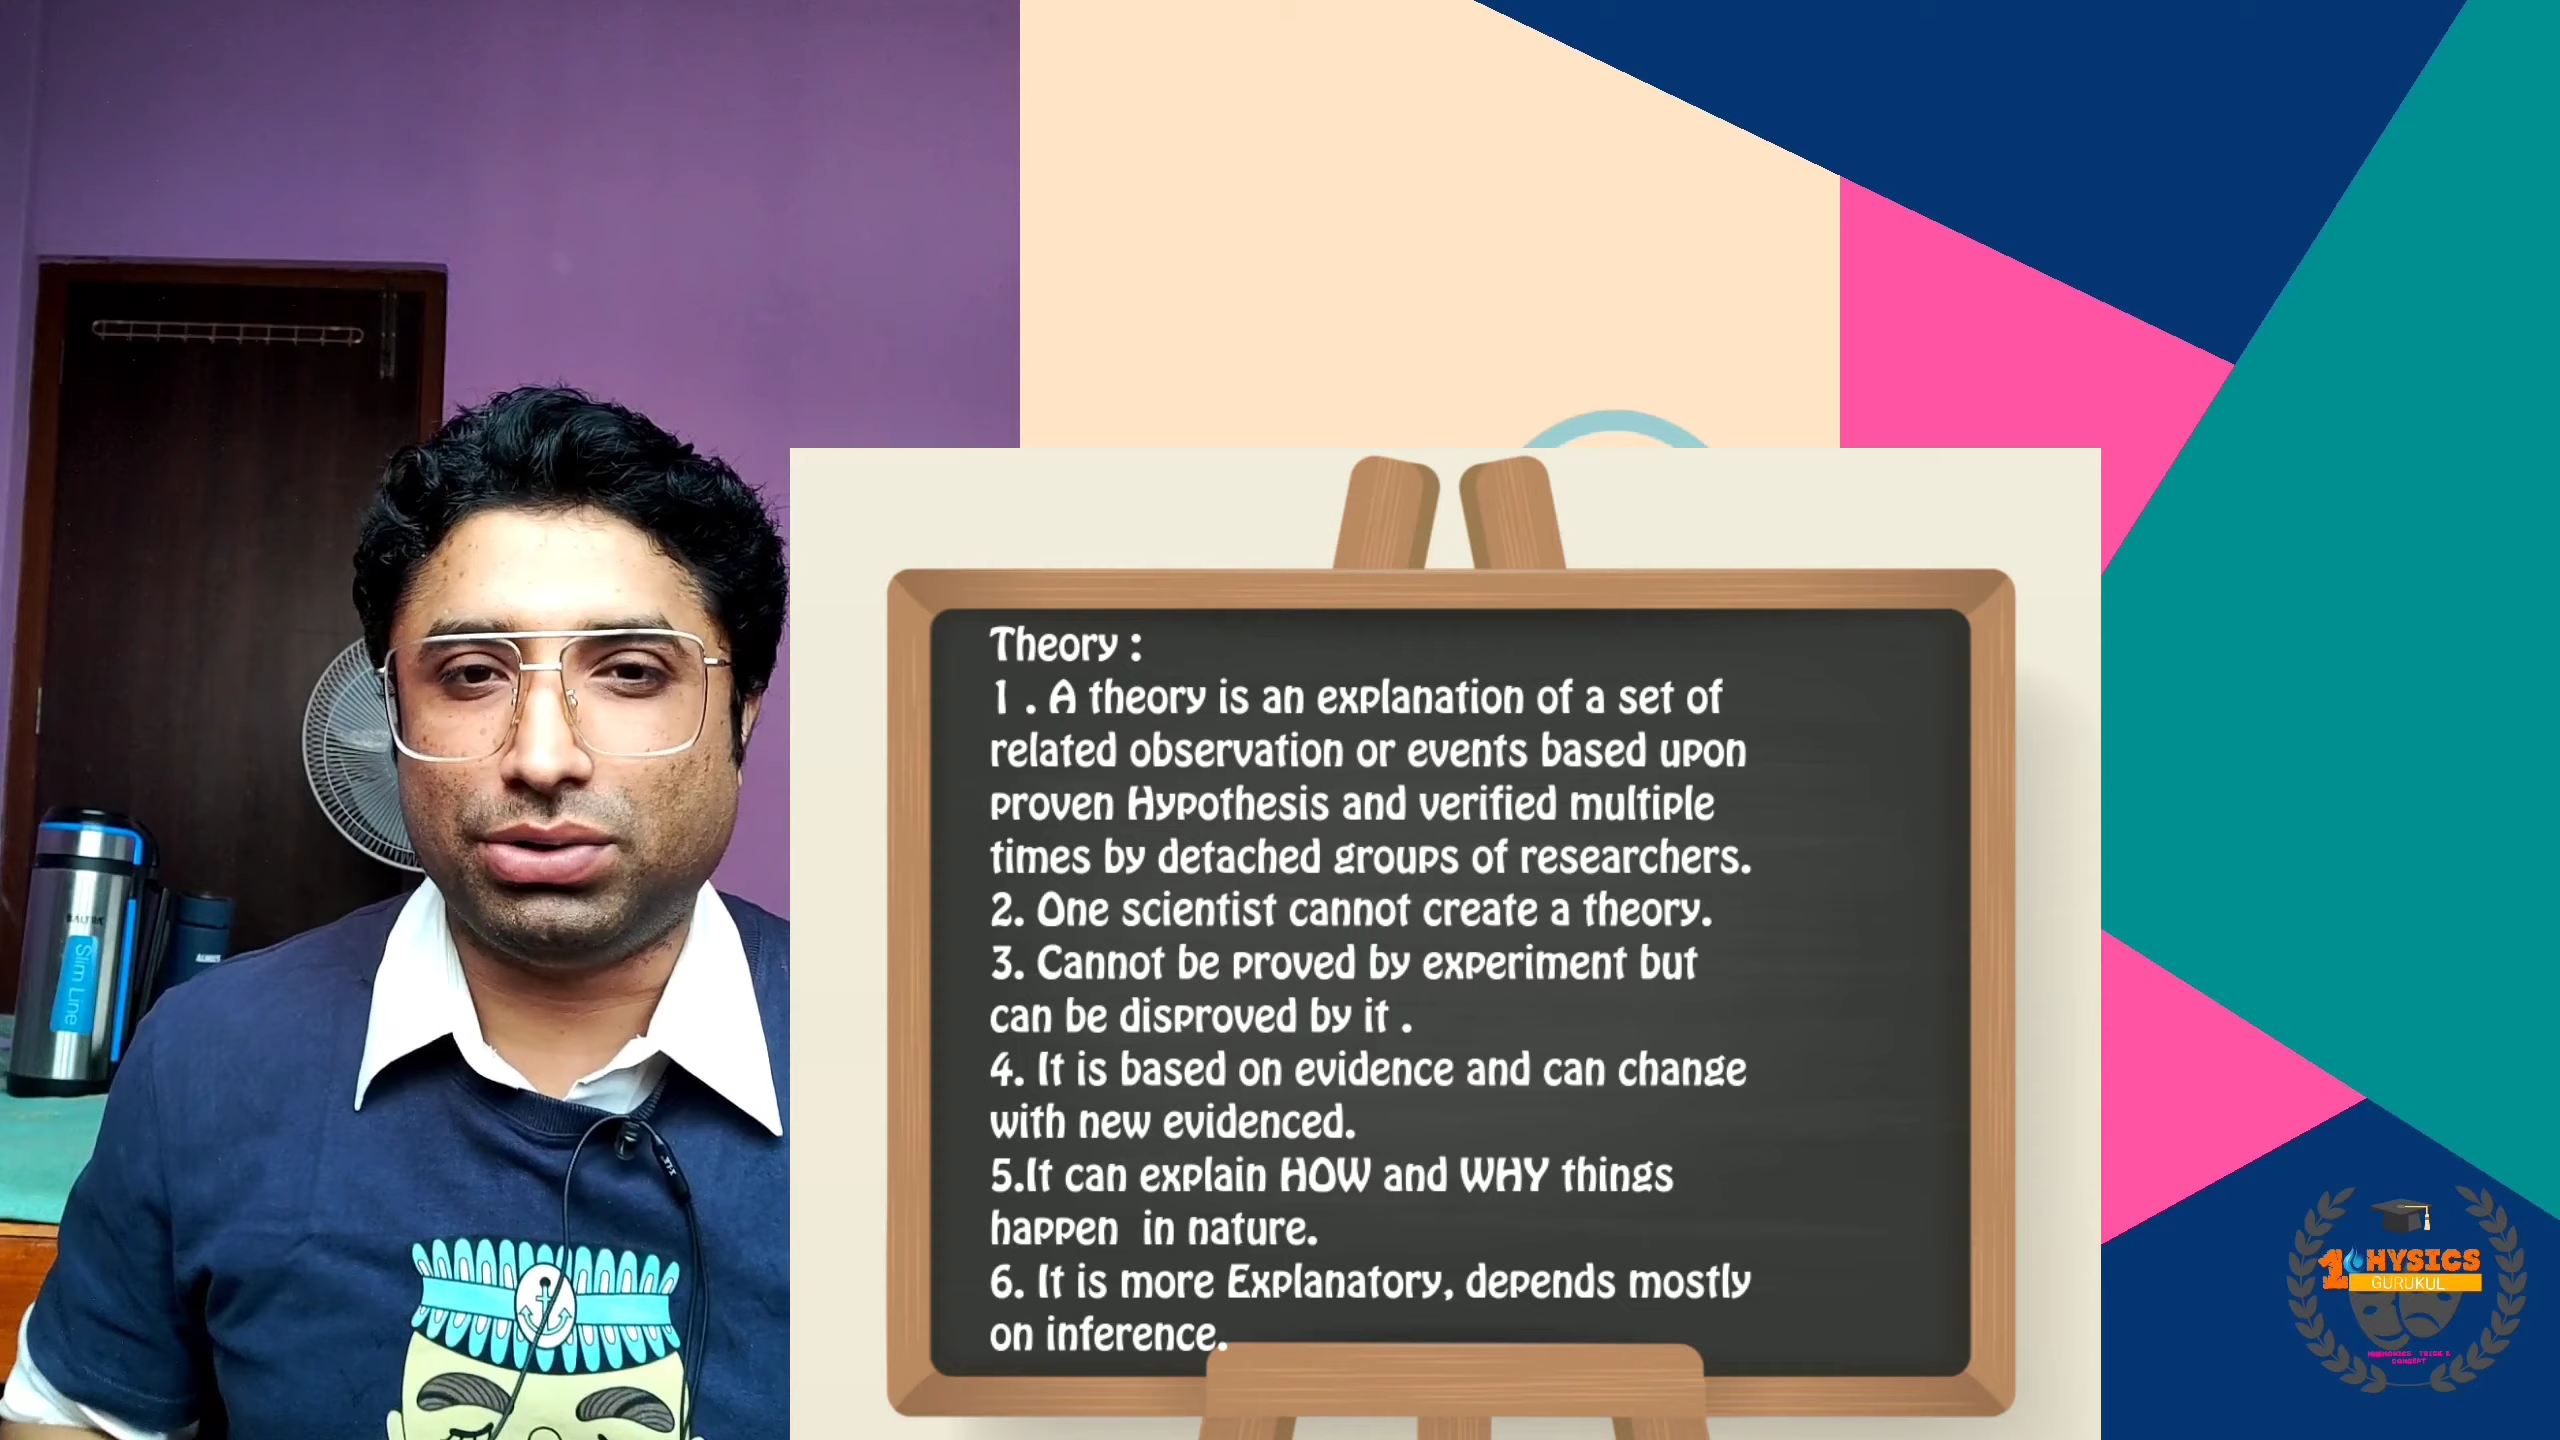 Theory :
1 . A theory is an explanation of a set of
related observation or events based upon
proven Hypothesis and verified multiple
times by detached groups of researchers.
2. One scientist cannot create a theory.
3. Cannot be proved by experiment but
can be disproved by it .
4. It is based on evidence and can change
with new evidenced.
5.It can explain HOW and WHY things
happen in nature.
6. It is more Explanatory, depends mostly
on inference.
BALTRA
Slim Line
HYSICS
GURUKUL
MNEMONICS TRICK &
CONCEPT